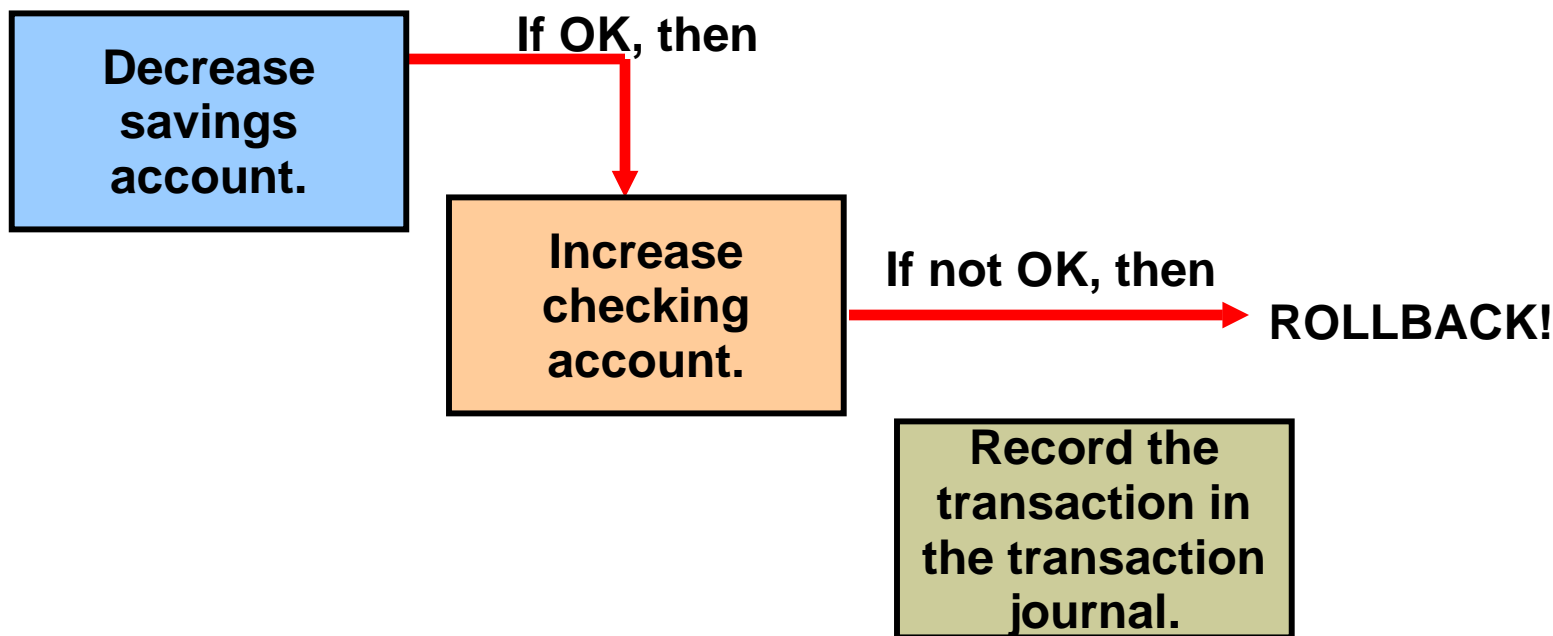 If OK, then
Decrease
savings
account.
Increase
checking
account.
If not OK, then
ROLLBACK!
Record the
transaction in
the transaction
journal.